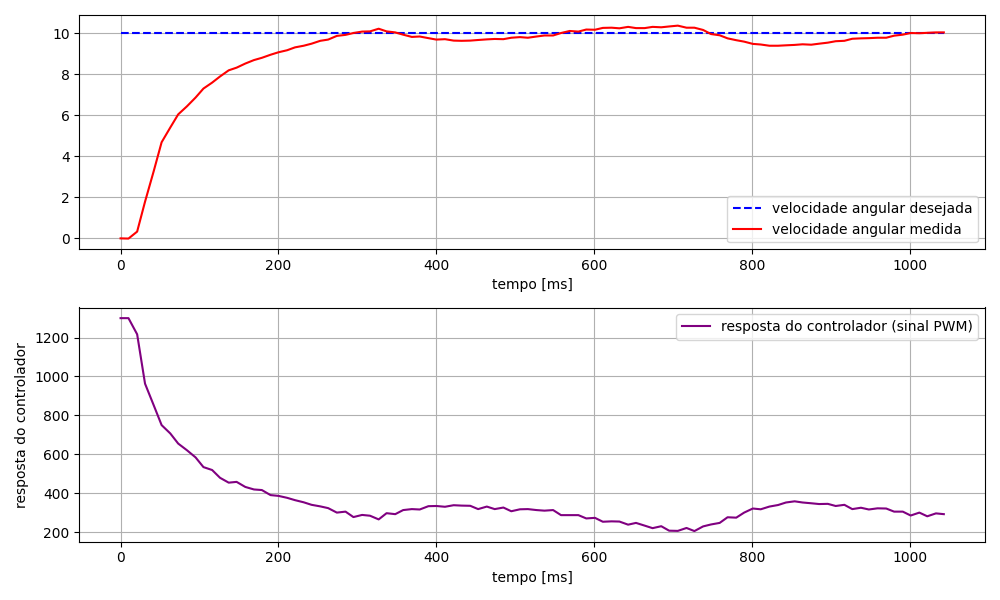 10
8
6
4
2
0
velocidade angular desejada
velocidade angular medida
0 200 400 600 800 1000
tempo [ms]
resposta do controlador
1200
1000
800
600
400
200
resposta do controlador (sinal PWM)
0 200 400 600 800 1000
tempo [ms]